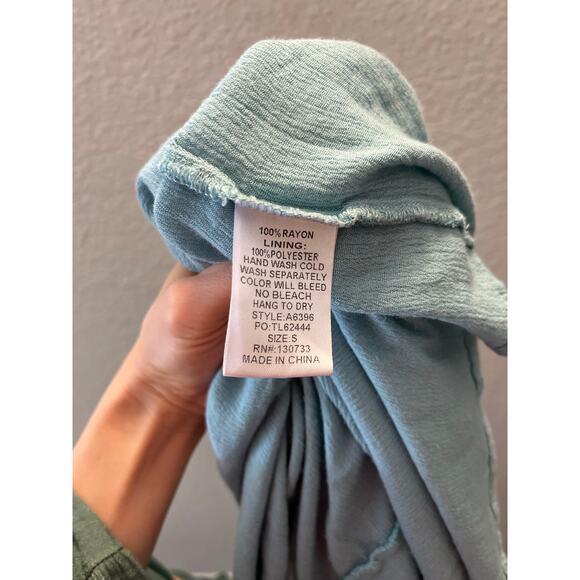 100%RAYON
LINING:
100%POLYESTER
HAND WASH COLD
WASH SEPARATELY
COLOR WILL BLEED
NO BLEACH
HANG TO DRY
STYLE:A6396
PO:TL62444
SIZE:S
RN#:130733
MADE IN CHINA